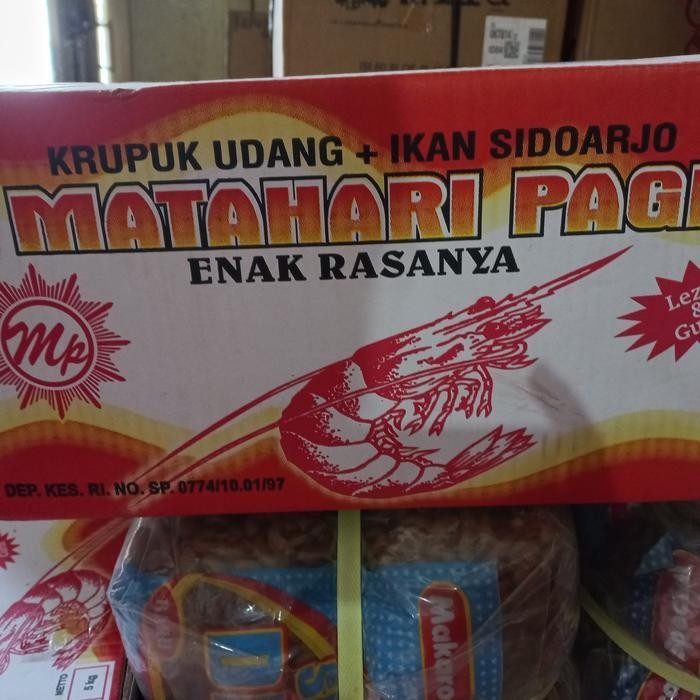 KRUPUK UDANG + IKAN SIDOARJO
MATAHARI PAGI
ENAK RASANYA
Mp
DEP. KES. RI. NO. SP. 0774/10.01/97
NETTO
5 kg